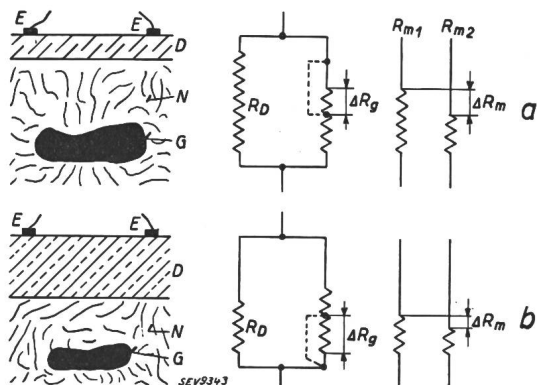 E E
D
N
G
R_D
ΔR_g
R_m1 R_m2
ΔR_m
a
E E
D
N
G
R_D
ΔR_g
ΔR_m
b
SEV9343